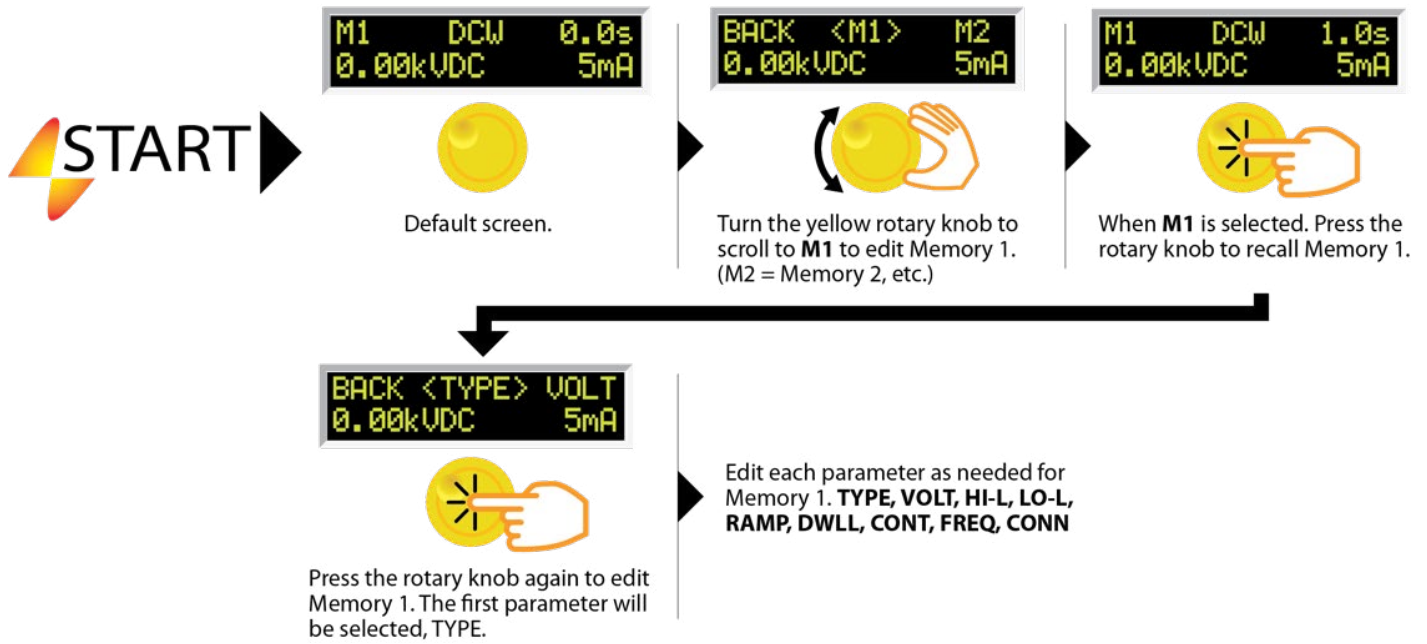 START
M1 DCW 0.0s
0.00kVDC 5mA
Default screen.
BACK <M1> M2
0.00kVDC 5mA
Turn the yellow rotary knob to
scroll to M1 to edit Memory 1.
(M2 = Memory 2, etc.)
M1 DCW 1.0s
0.00kVDC 5mA
When M1 is selected. Press the
rotary knob to recall Memory 1.
BACK <TYPE> VOLT
0.00kVDC 5mA
Press the rotary knob again to edit
Memory 1. The first parameter will
be selected, TYPE.
Edit each parameter as needed for
Memory 1. TYPE, VOLT, HI-L, LO-L,
RAMP, DWLL, CONT, FREQ, CONN